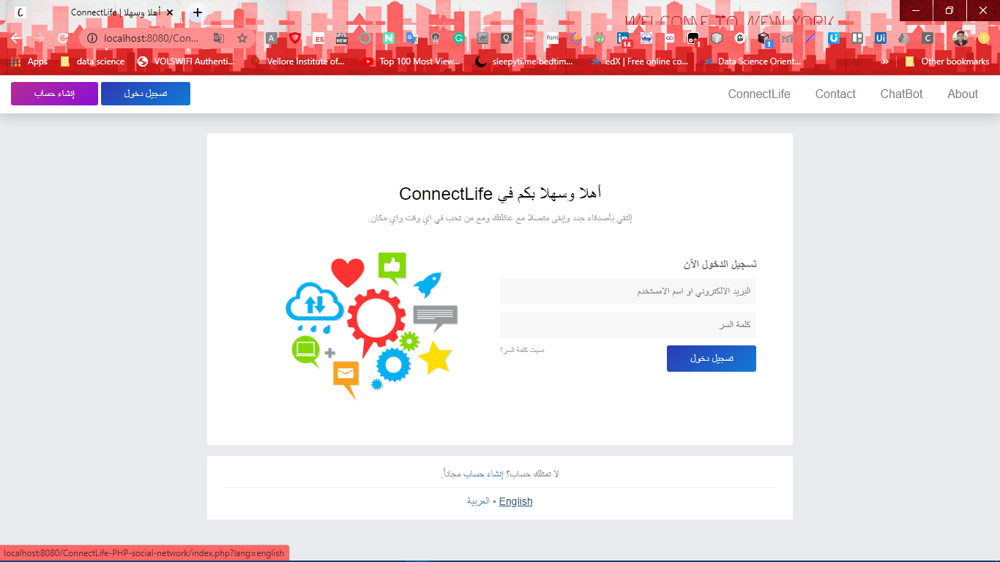 ConnectLife | أهلا وسهلا
WELCOME TO NEW YORK
localhost:8080/Con...
Apps
data science
VOLSWIFI Authenti...
Vellore Institute of...
Top 100 Most View...
sleepyti.me bedtim...
edX | Free online co...
Data Science Orient...
»
Other bookmarks
إنشاء حساب
تسجيل دخول
ConnectLife
Contact
ChatBot
About
أهلا وسهلا بكم في ConnectLife
إلتقي بأصدقاء جدد وإبقى متصلا مع عائلتك ومع من تحب في اي وقت واي مكان.
تسجيل الدخول الآن
البريد الالكتروني او اسم الامستخدم
كلمة السر
نسيت كلمة السر؟
تسجيل دخول
لا تمتلك حساب؟ إنشاء حساب مجاناً.
العربية • English
localhost:8080/ConnectLife-PHP-social-network/index.php?lang=english